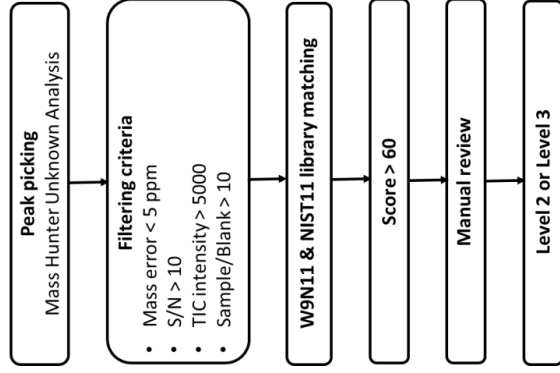 Peak picking
Mass Hunter Unknown Analysis
Filtering criteria
• Mass error < 5 ppm
• S/N > 10
• TIC intensity > 5000
• Sample/Blank > 10
W9N11 & NIST11 library matching
Score > 60
Manual review
Level 2 or Level 3